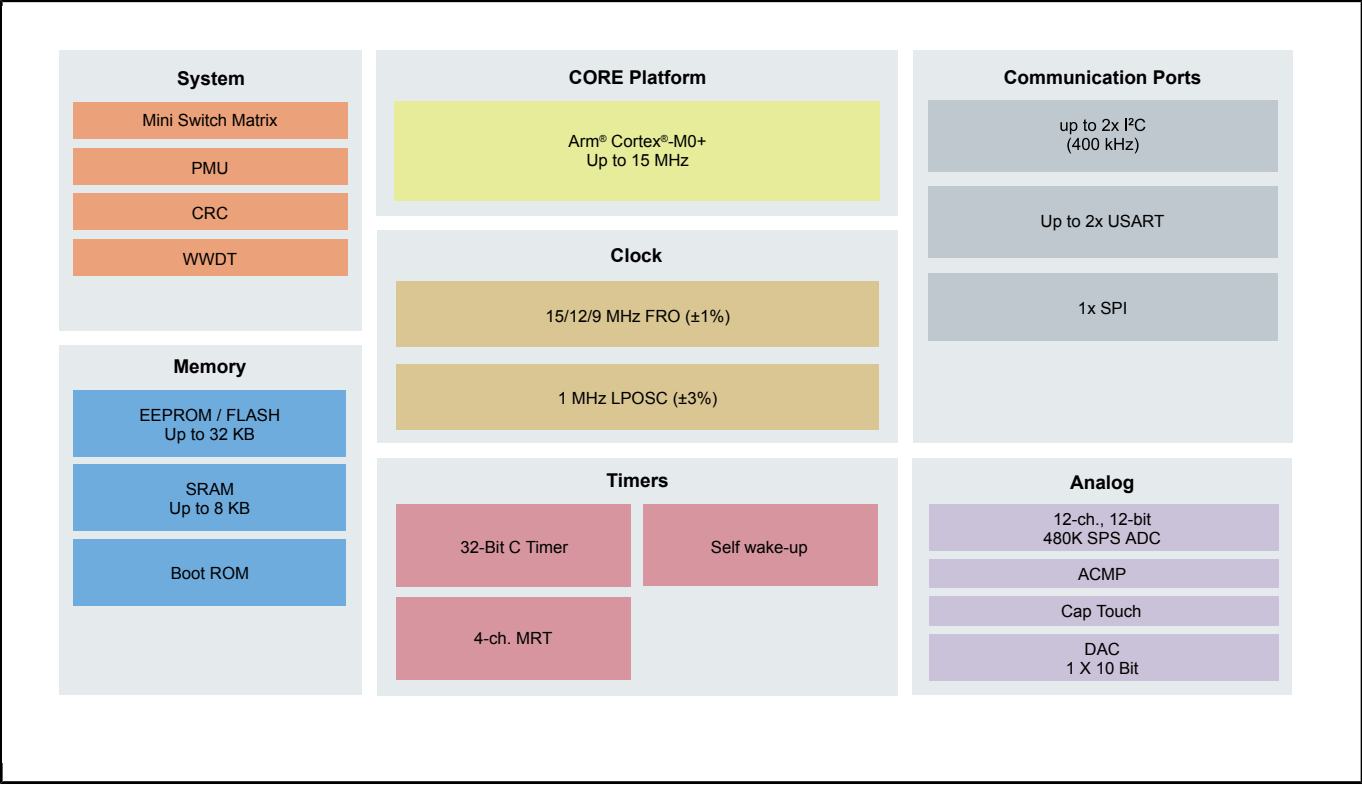 System
Mini Switch Matrix
PMU
CRC
WWDT
Memory
EEPROM / FLASH
Up to 32 KB
SRAM
Up to 8 KB
Boot ROM
CORE Platform
Arm® Cortex®-M0+
Up to 15 MHz
Clock
15/12/9 MHz FRO (±1%)
1 MHz LPOSC (±3%)
Timers
32-Bit C Timer
Self wake-up
4-ch. MRT
Communication Ports
up to 2x I²C
(400 kHz)
Up to 2x USART
1x SPI
Analog
12-ch., 12-bit
480K SPS ADC
ACMP
Cap Touch
DAC
1 X 10 Bit